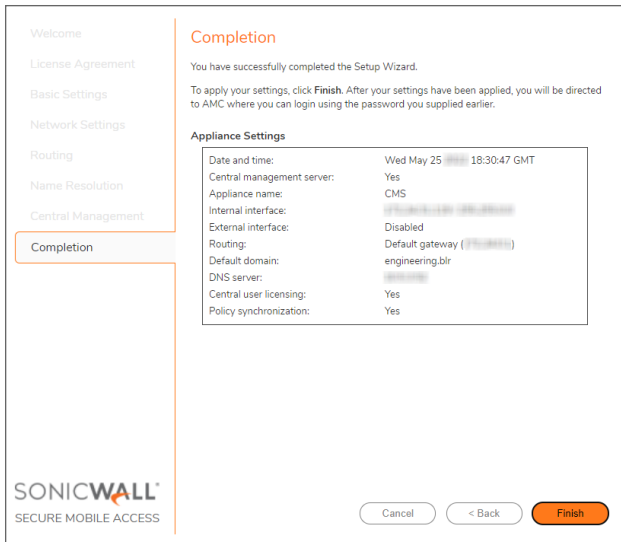 Welcome
License Agreement
Basic Settings
Network Settings
Routing
Name Resolution
Central Management
Completion
SONICWALL®
SECURE MOBILE ACCESS
Completion
You have successfully completed the Setup Wizard.
To apply your settings, click Finish. After your settings have been applied, you will be directed
to AMC where you can login using the password you supplied earlier.
Appliance Settings
Date and time: Wed May 25 18:30:47 GMT
Central management server: Yes
Appliance name: CMS
Internal interface:
External interface: Disabled
Routing: Default gateway ( )
Default domain: engineering.blr
DNS server:
Central user licensing: Yes
Policy synchronization: Yes
Cancel < Back Finish